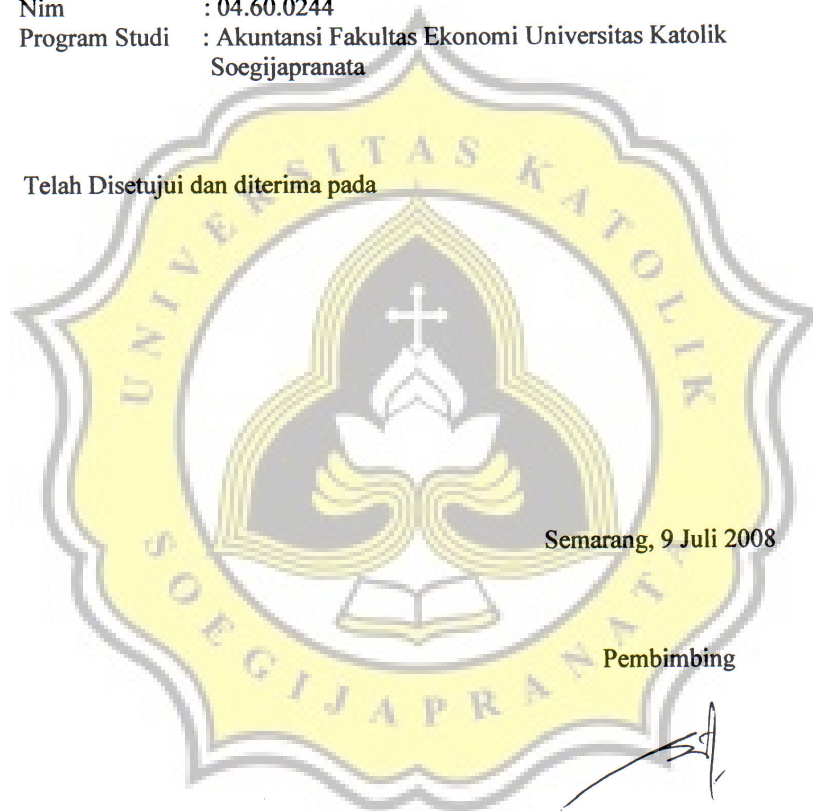 Nim : 04.60.0244
Program Studi : Akuntansi Fakultas Ekonomi Universitas Katolik
Soegijapranata
UNIVERSITAS KATOLIK
Telah Disetujui dan diterima pada
Semarang, 9 Juli 2008
SOEGIJAPRANATA
Pembimbing